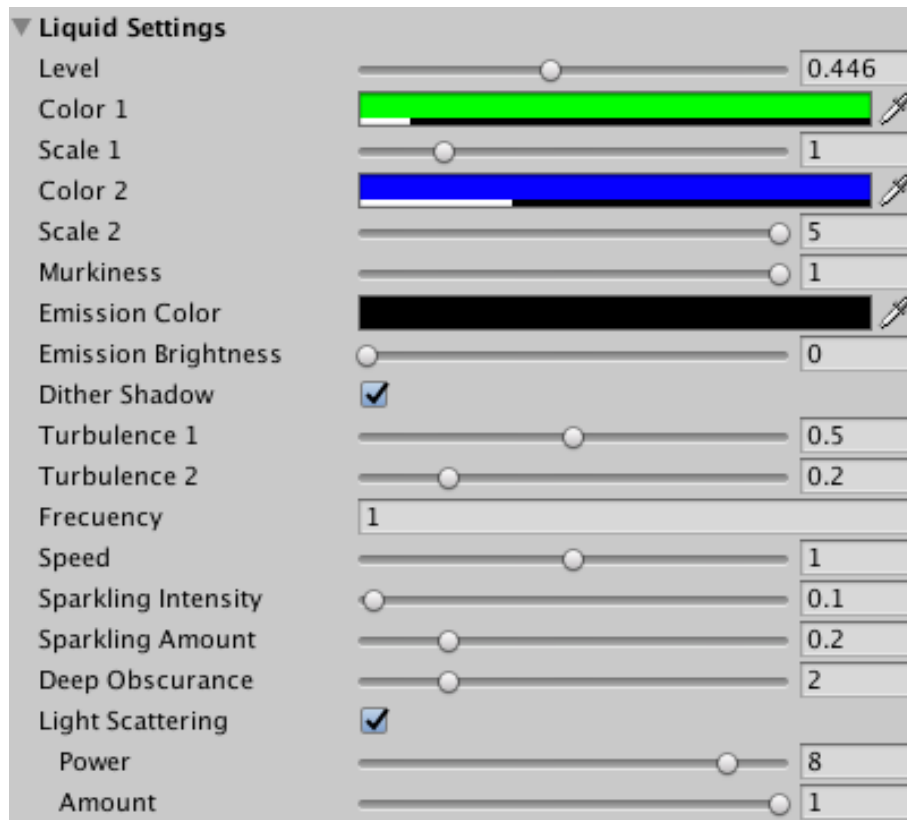 Liquid Settings
Level 0.446
Color 1
Scale 1 1
Color 2
Scale 2 5
Murkiness 1
Emission Color
Emission Brightness 0
Dither Shadow
Turbulence 1 0.5
Turbulence 2 0.2
Frecuency 1
Speed 1
Sparkling Intensity 0.1
Sparkling Amount 0.2
Deep Obscurance 2
Light Scattering
Power 8
Amount 1